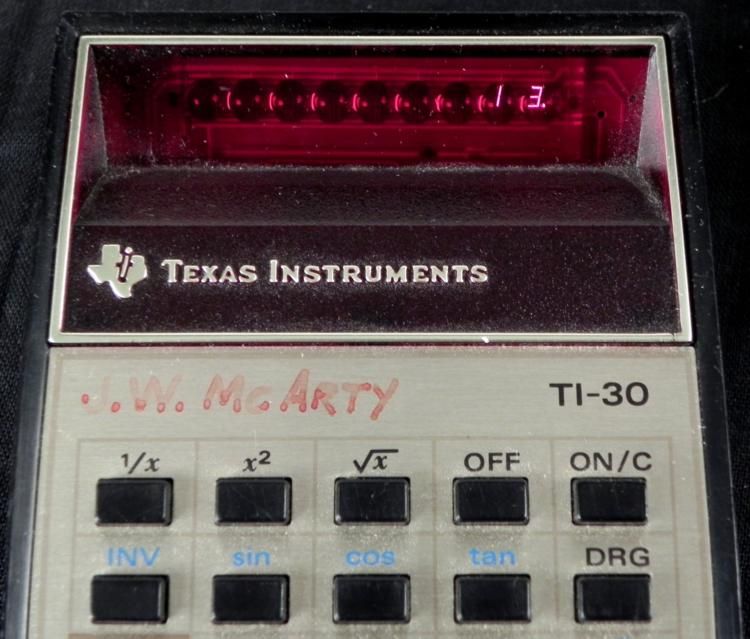 13.
TEXAS INSTRUMENTS
J.W. McARTY
TI-30
1/x x² √x OFF ON/C
INV sin cos tan DRG